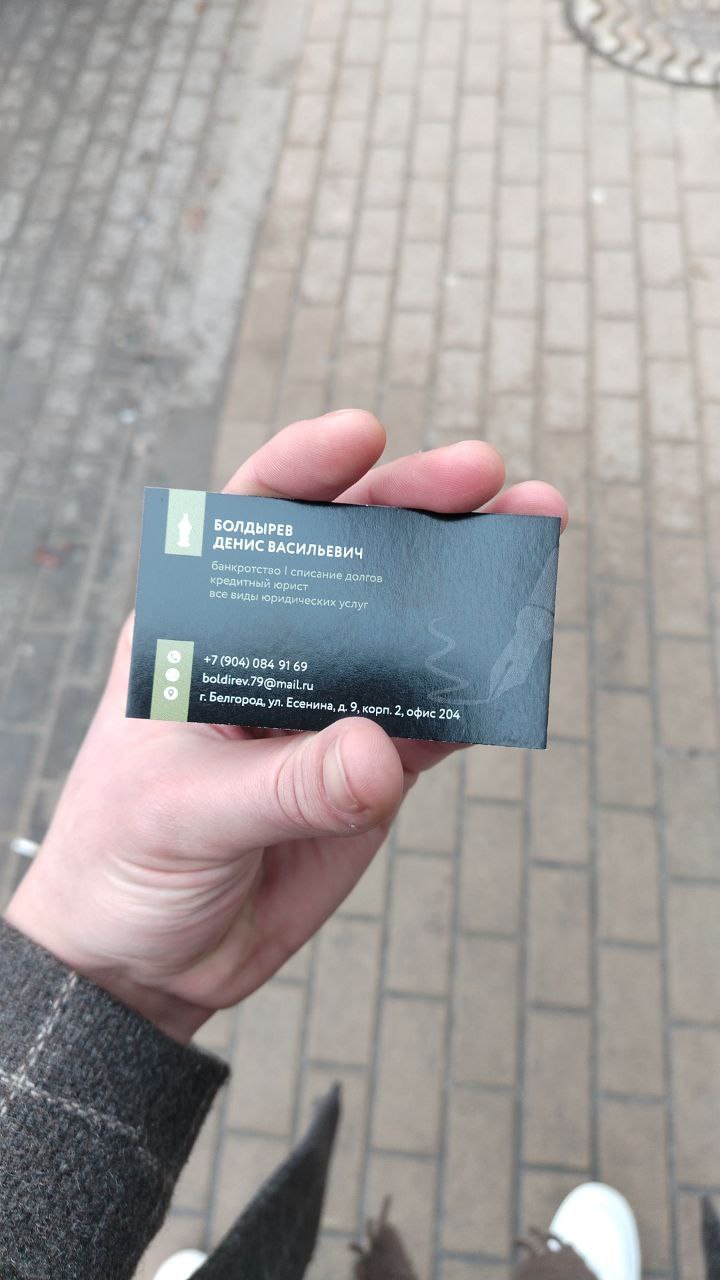 БОЛДЫРЕВ
ДЕНИС ВАСИЛЬЕВИЧ
банкротство | списание долгов
кредитный юрист
все виды юридических услуг
+7 (904) 084 91 69
boldirev.79@mail.ru
г. Белгород, ул. Есенина, д. 9, корп. 2, офис 204